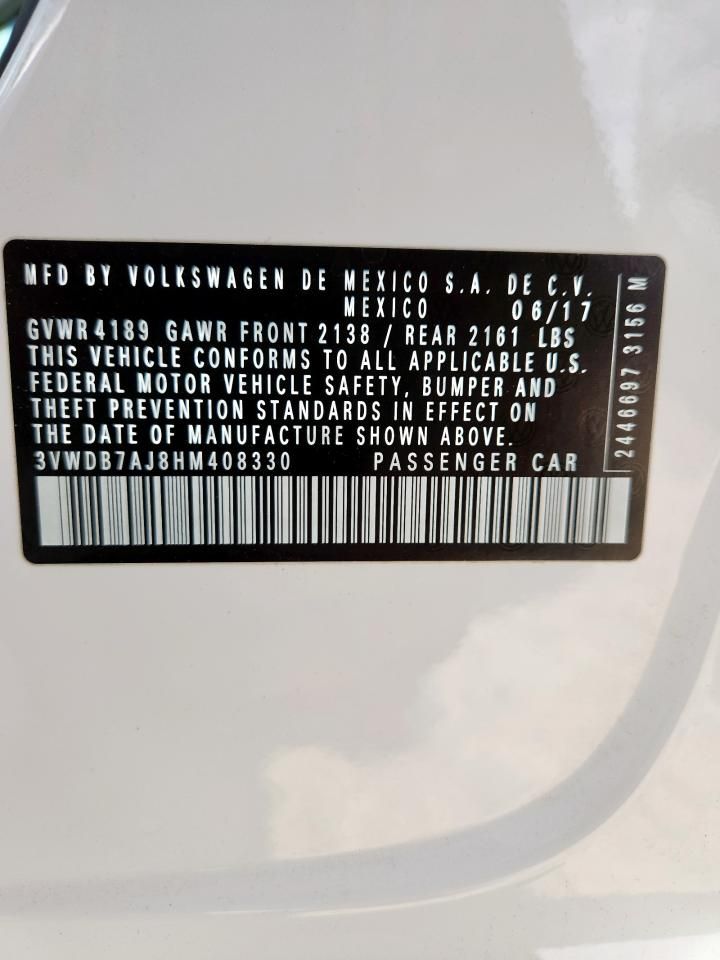 MFD BY VOLKSWAGEN DE MEXICO S.A. DE C.V.
MEXICO 06/17
GVWR 4189 GAWR FRONT 2138 / REAR 2161 LBS
THIS VEHICLE CONFORMS TO ALL APPLICABLE U.S.
FEDERAL MOTOR VEHICLE SAFETY, BUMPER AND
THEFT PREVENTION STANDARDS IN EFFECT ON
THE DATE OF MANUFACTURE SHOWN ABOVE.
3VWDB7AJ8HM408330 PASSENGER CAR
2446697 3156 M